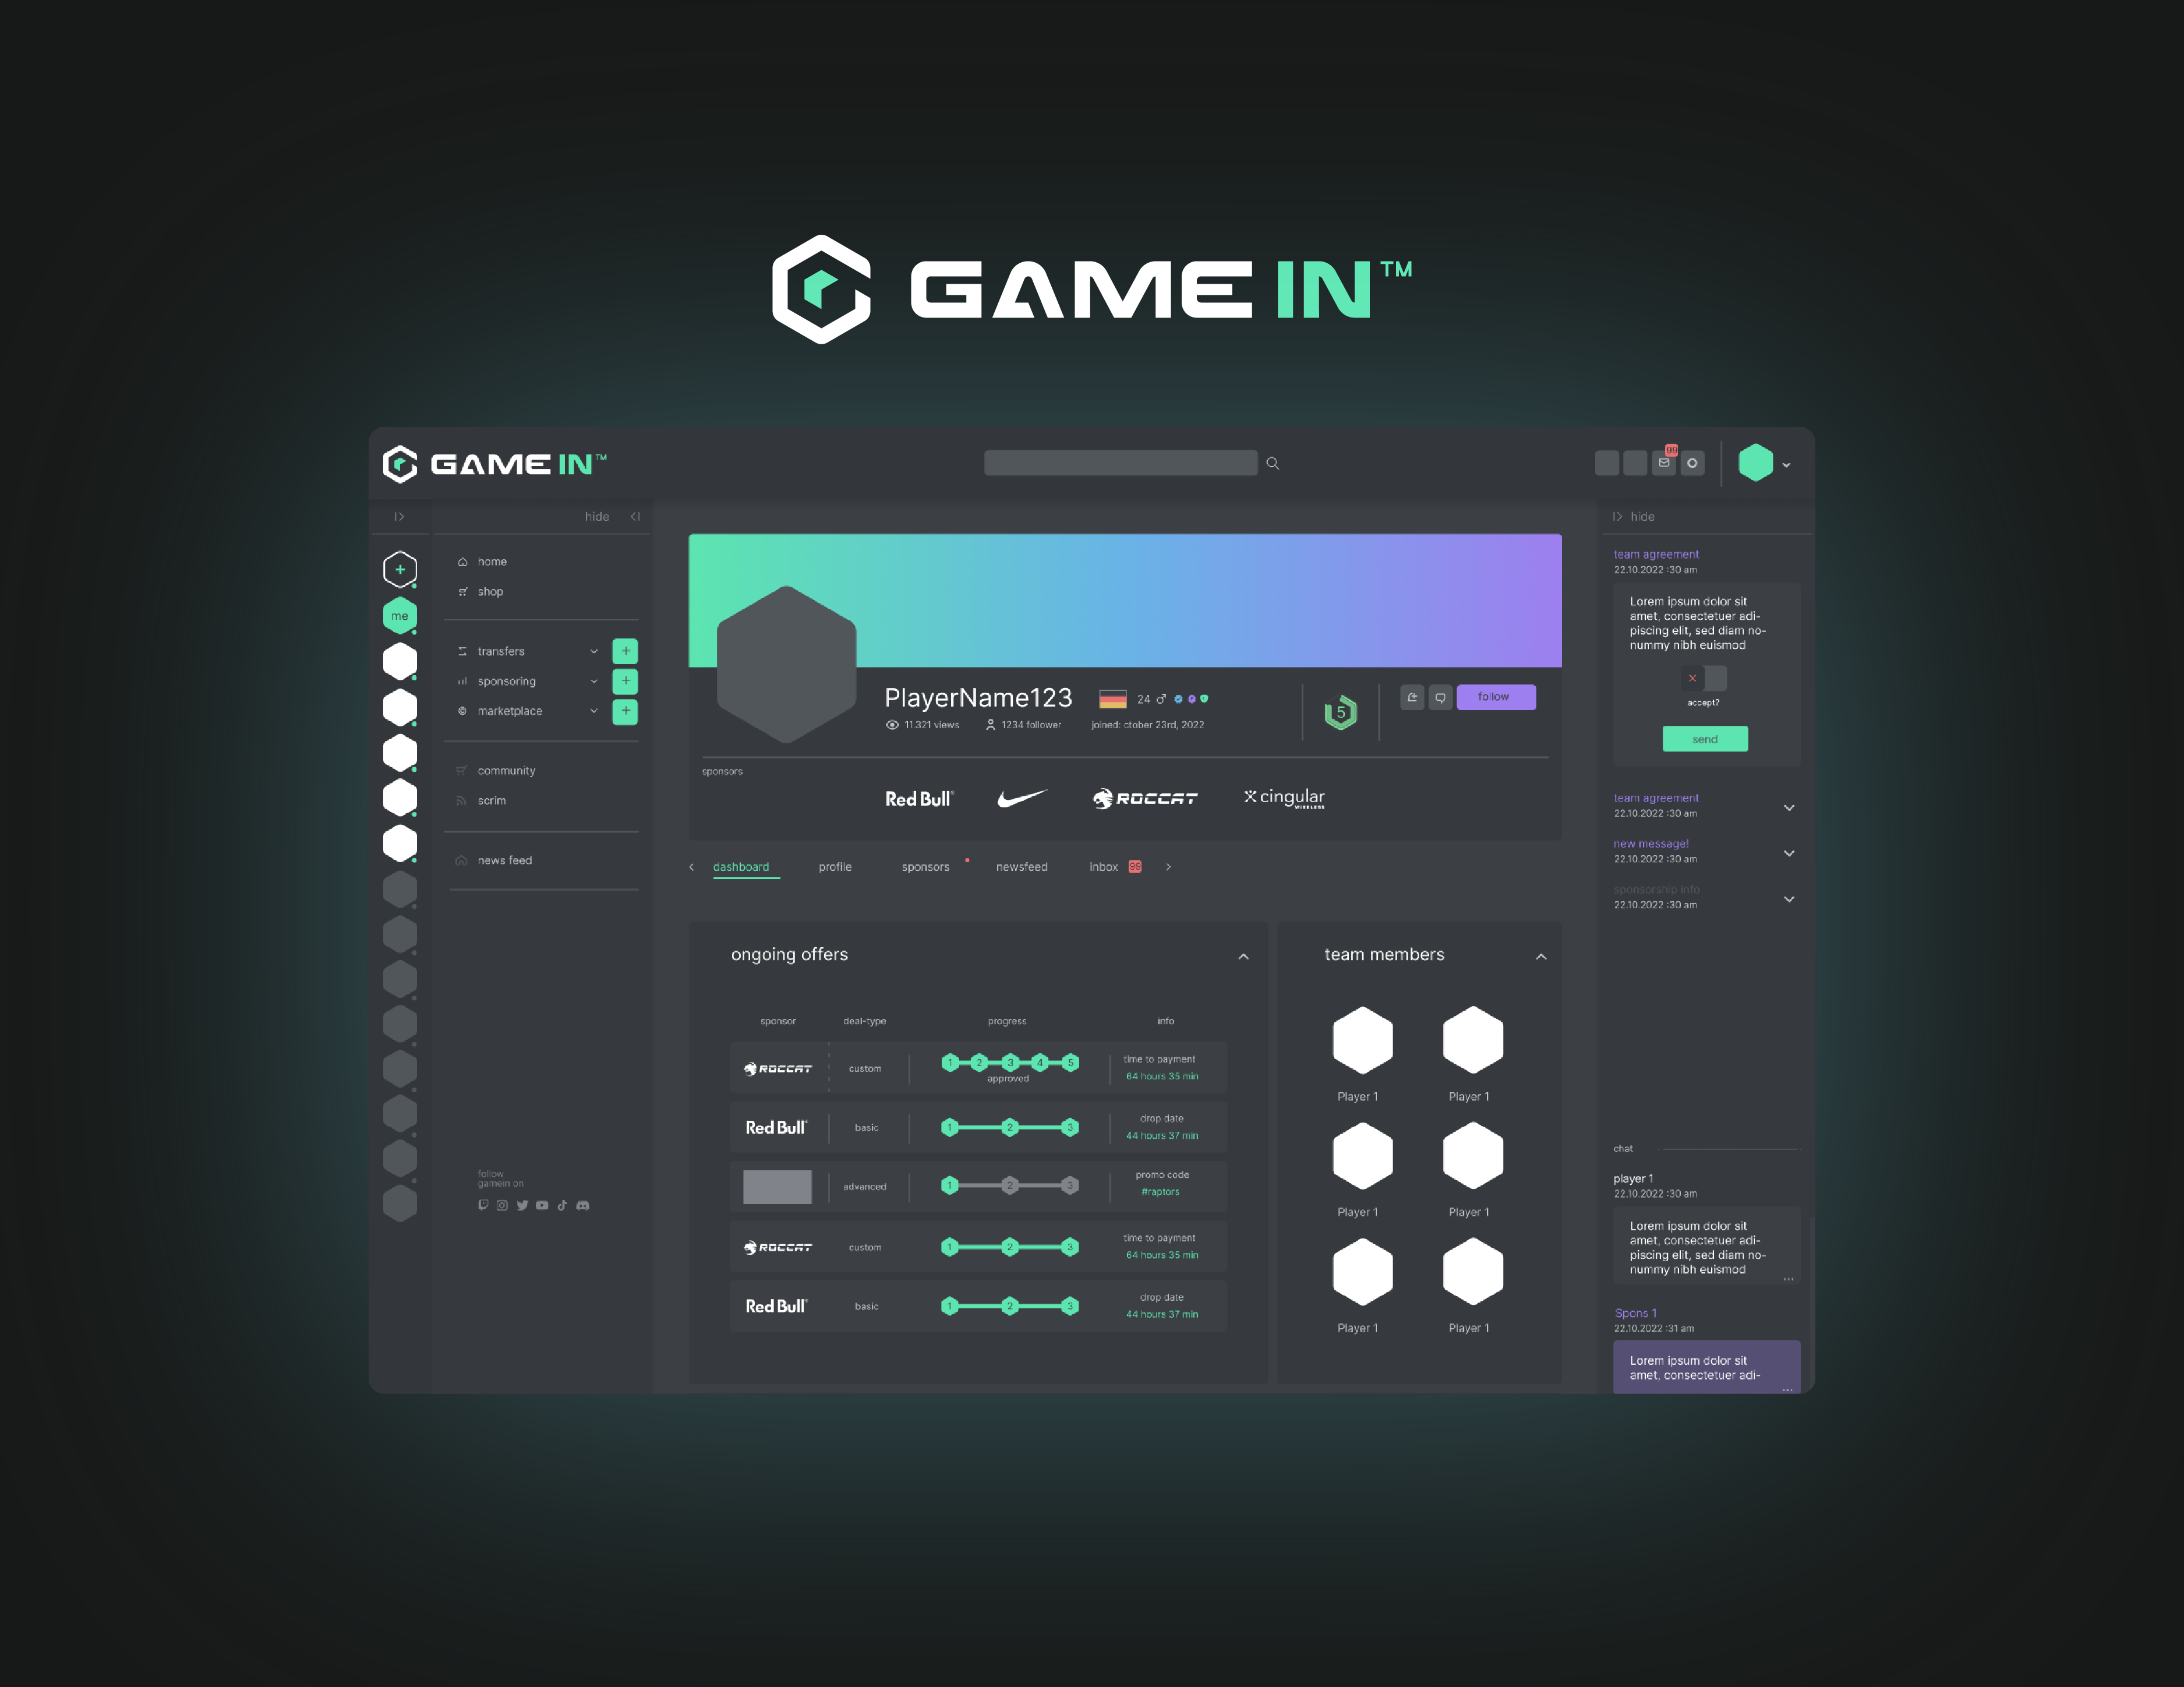 GAME IN™
GAME IN™
99
hide
hide
me
home
shop
transfers
sponsoring
marketplace
community
scrim
news feed
follow
gamein on
PlayerName123
24
5
follow
11.321 views
1234 follower
joined: ctober 23rd, 2022
sponsors
Red Bull®
ROCCAT
cingular
WIRELESS
dashboard
profile
sponsors
newsfeed
inbox
99
ongoing offers
sponsor
deal-type
progress
info
ROCCAT
custom
1
2
3
4
5
approved
time to payment
64 hours 35 min
Red Bull®
basic
1
2
3
drop date
44 hours 37 min
advanced
1
2
3
promo code
#raptors
ROCCAT
custom
1
2
3
time to payment
64 hours 35 min
Red Bull®
basic
1
2
3
drop date
44 hours 37 min
team members
Player 1
Player 1
Player 1
Player 1
Player 1
Player 1
team agreement
22.10.2022 :30 am
Lorem ipsum dolor sit
amet, consectetuer adi-
piscing elit, sed diam no-
nummy nibh euismod
accept?
send
team agreement
22.10.2022 :30 am
new message!
22.10.2022 :30 am
sponsorship info
22.10.2022 :30 am
chat
player 1
22.10.2022 :30 am
Lorem ipsum dolor sit
amet, consectetuer adi-
piscing elit, sed diam no-
nummy nibh euismod
...
Spons 1
22.10.2022 :31 am
Lorem ipsum dolor sit
amet, consectetuer adi-
...